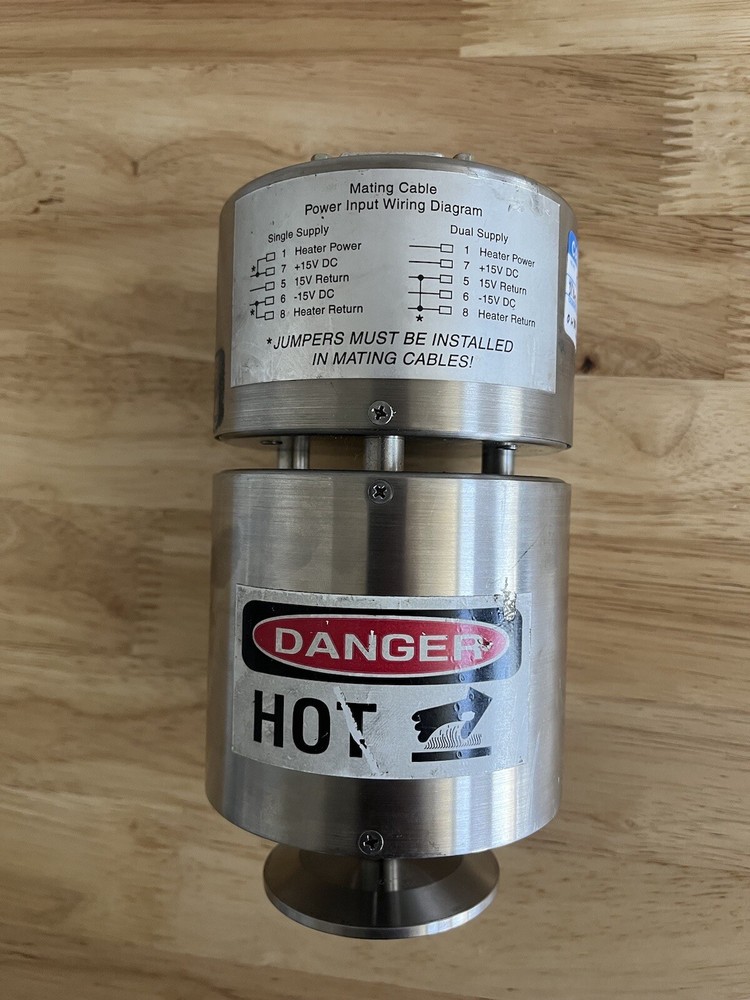 Mating Cable
Power Input Wiring Diagram
Single Supply
* 1 Heater Power
7 +15V DC
5 15V Return
6 -15V DC
* 8 Heater Return
Dual Supply
1 Heater Power
7 +15V DC
5 15V Return
6 -15V DC
8 Heater Return
*
*JUMPERS MUST BE INSTALLED
IN MATING CABLES!
DANGER
HOT